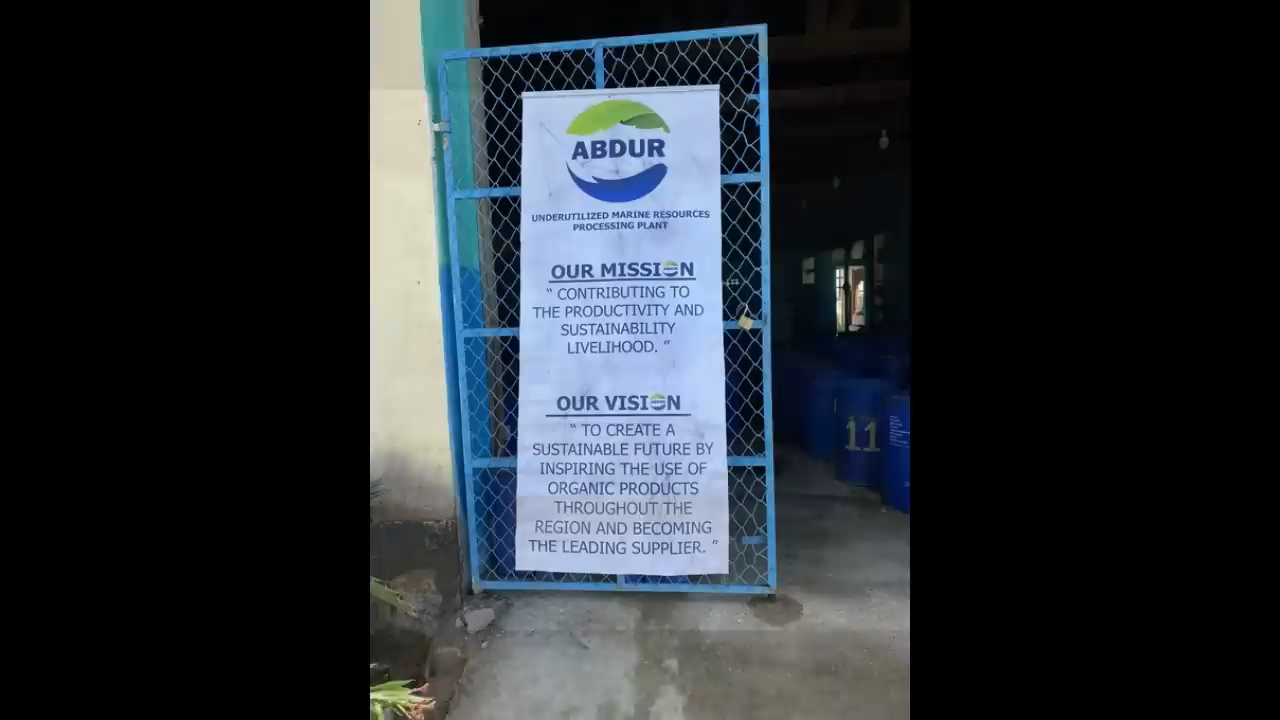 ABDUR
UNDERUTILIZED MARINE RESOURCES
PROCESSING PLANT
OUR MISSION
“ CONTRIBUTING TO
THE PRODUCTIVITY AND
SUSTAINABILITY
LIVELIHOOD. ”
OUR VISION
“ TO CREATE A
SUSTAINABLE FUTURE BY
INSPIRING THE USE OF
ORGANIC PRODUCTS
THROUGHOUT THE
REGION AND BECOMING
THE LEADING SUPPLIER. ”
11